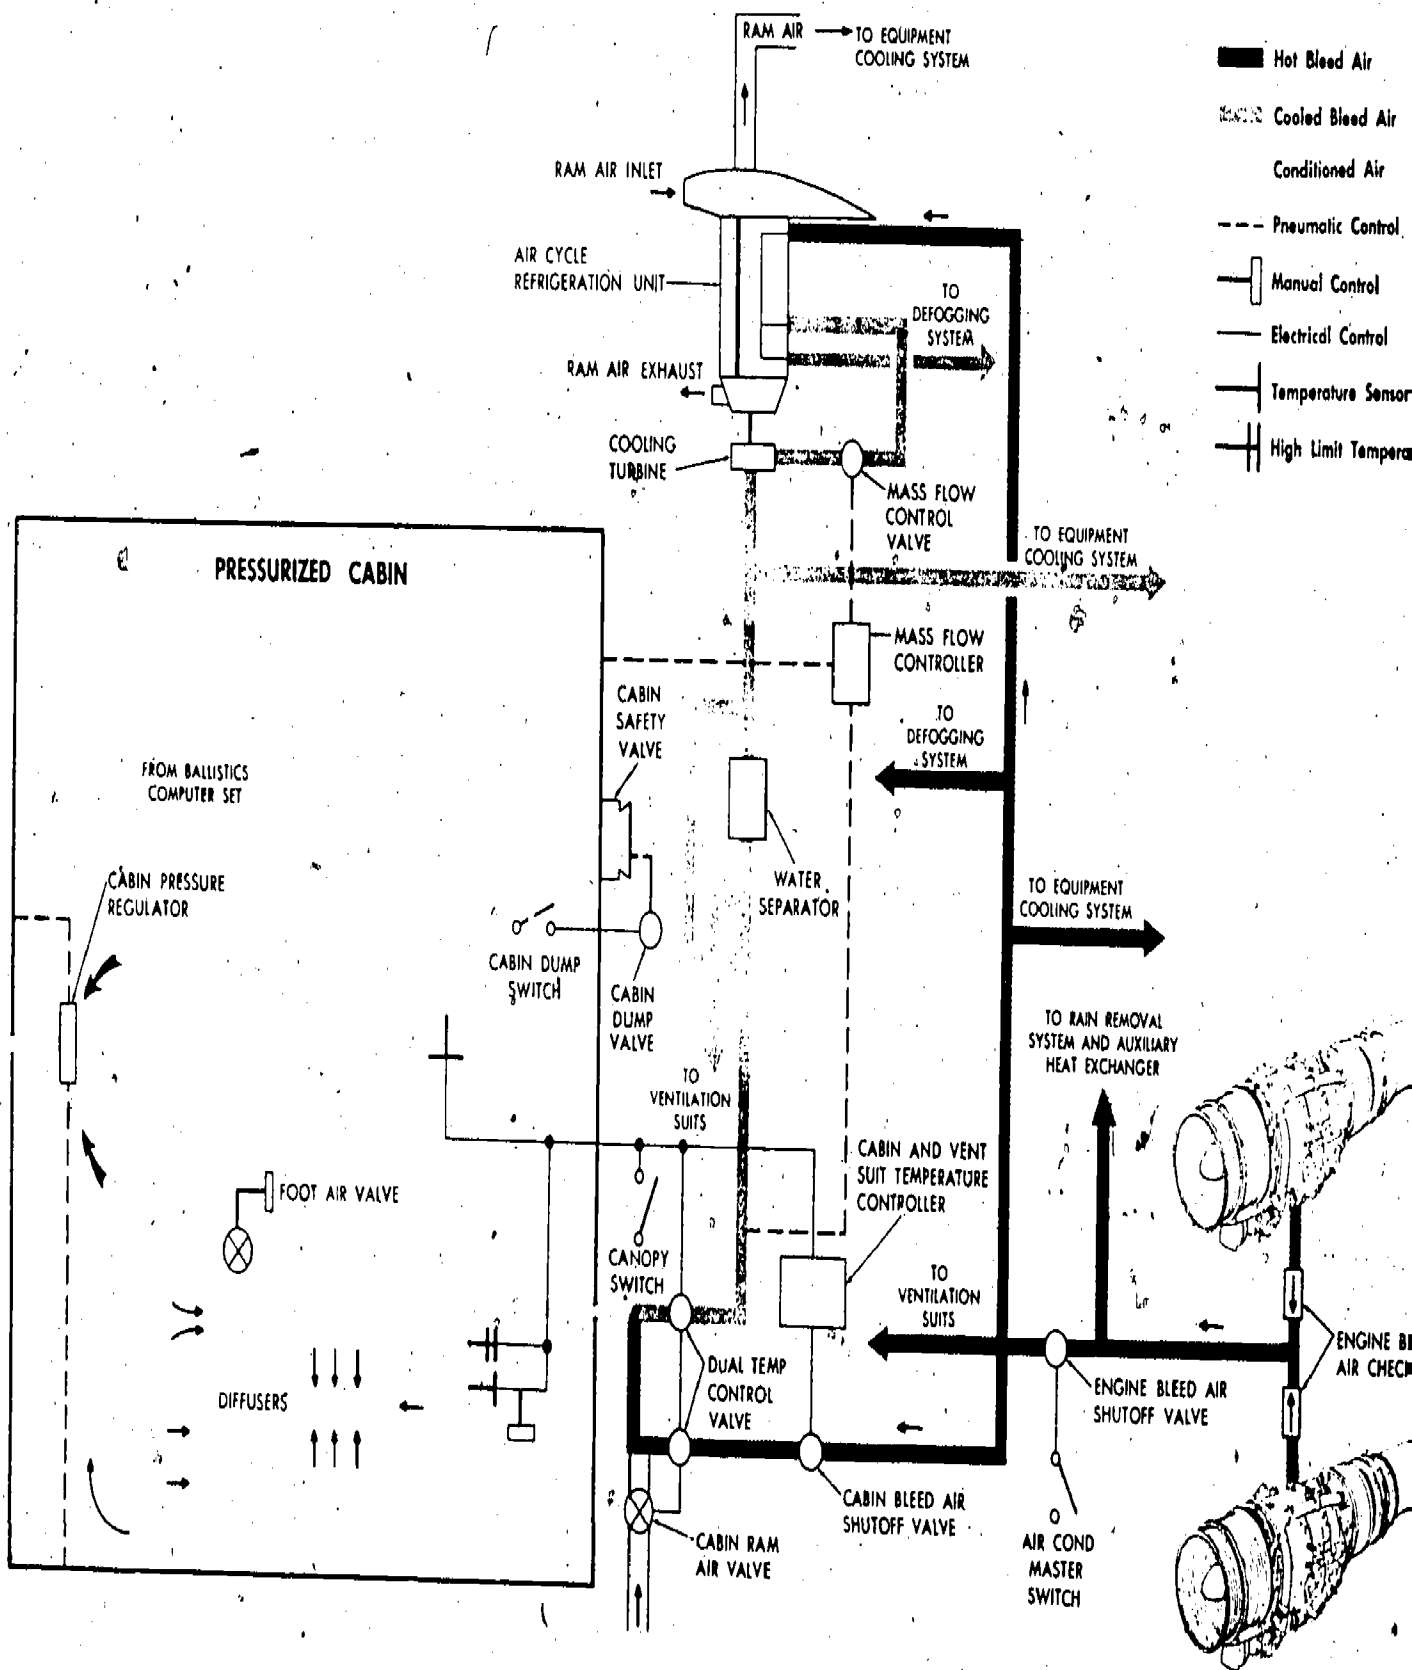 RAM AIR
TO EQUIPMENT
COOLING SYSTEM
Hot Bleed Air
Cooled Bleed Air
Conditioned Air
Pneumatic Control
Manual Control
Electrical Control
Temperature Sensor
High Limit
RAM AIR INLET
AIR CYCLE
REFRIGERATION UNIT
TO
DEFOGGING
SYSTEM
RAM AIR EXHAUST
COOLING
TURBINE
MASS FLOW
CONTROL
VALVE
TO EQUIPMENT
COOLING SYSTEM
PRESSURIZED CABIN
MASS FLOW
CONTROLLER
CABIN
SAFETY
VALVE
TO
DEFOGGING
SYSTEM
FROM BALLISTICS
COMPUTER SET
CABIN PRESSURE
REGULATOR
WATER
SEPARATOR
TO EQUIPMENT
COOLING SYSTEM
CABIN DUMP
SWITCH
CABIN
DUMP
VALVE
TO RAIN REMOVAL
SYSTEM AND AUXILIARY
HEAT EXCHANGER
TO
VENTILATION
SUITS
CABIN AND VENT
SUIT TEMPERATURE
CONTROLLER
FOOT AIR VALVE
CANOPY
SWITCH
TO
VENTILATION
SUITS
ENGINE
AIR
DUAL TEMP
CONTROL
VALVE
ENGINE BLEED AIR
SHUTOFF VALVE
DIFFUSERS
CABIN BLEED AIR
SHUTOFF VALVE
CABIN RAM
AIR VALVE
AIR COND
MASTER
SWITCH